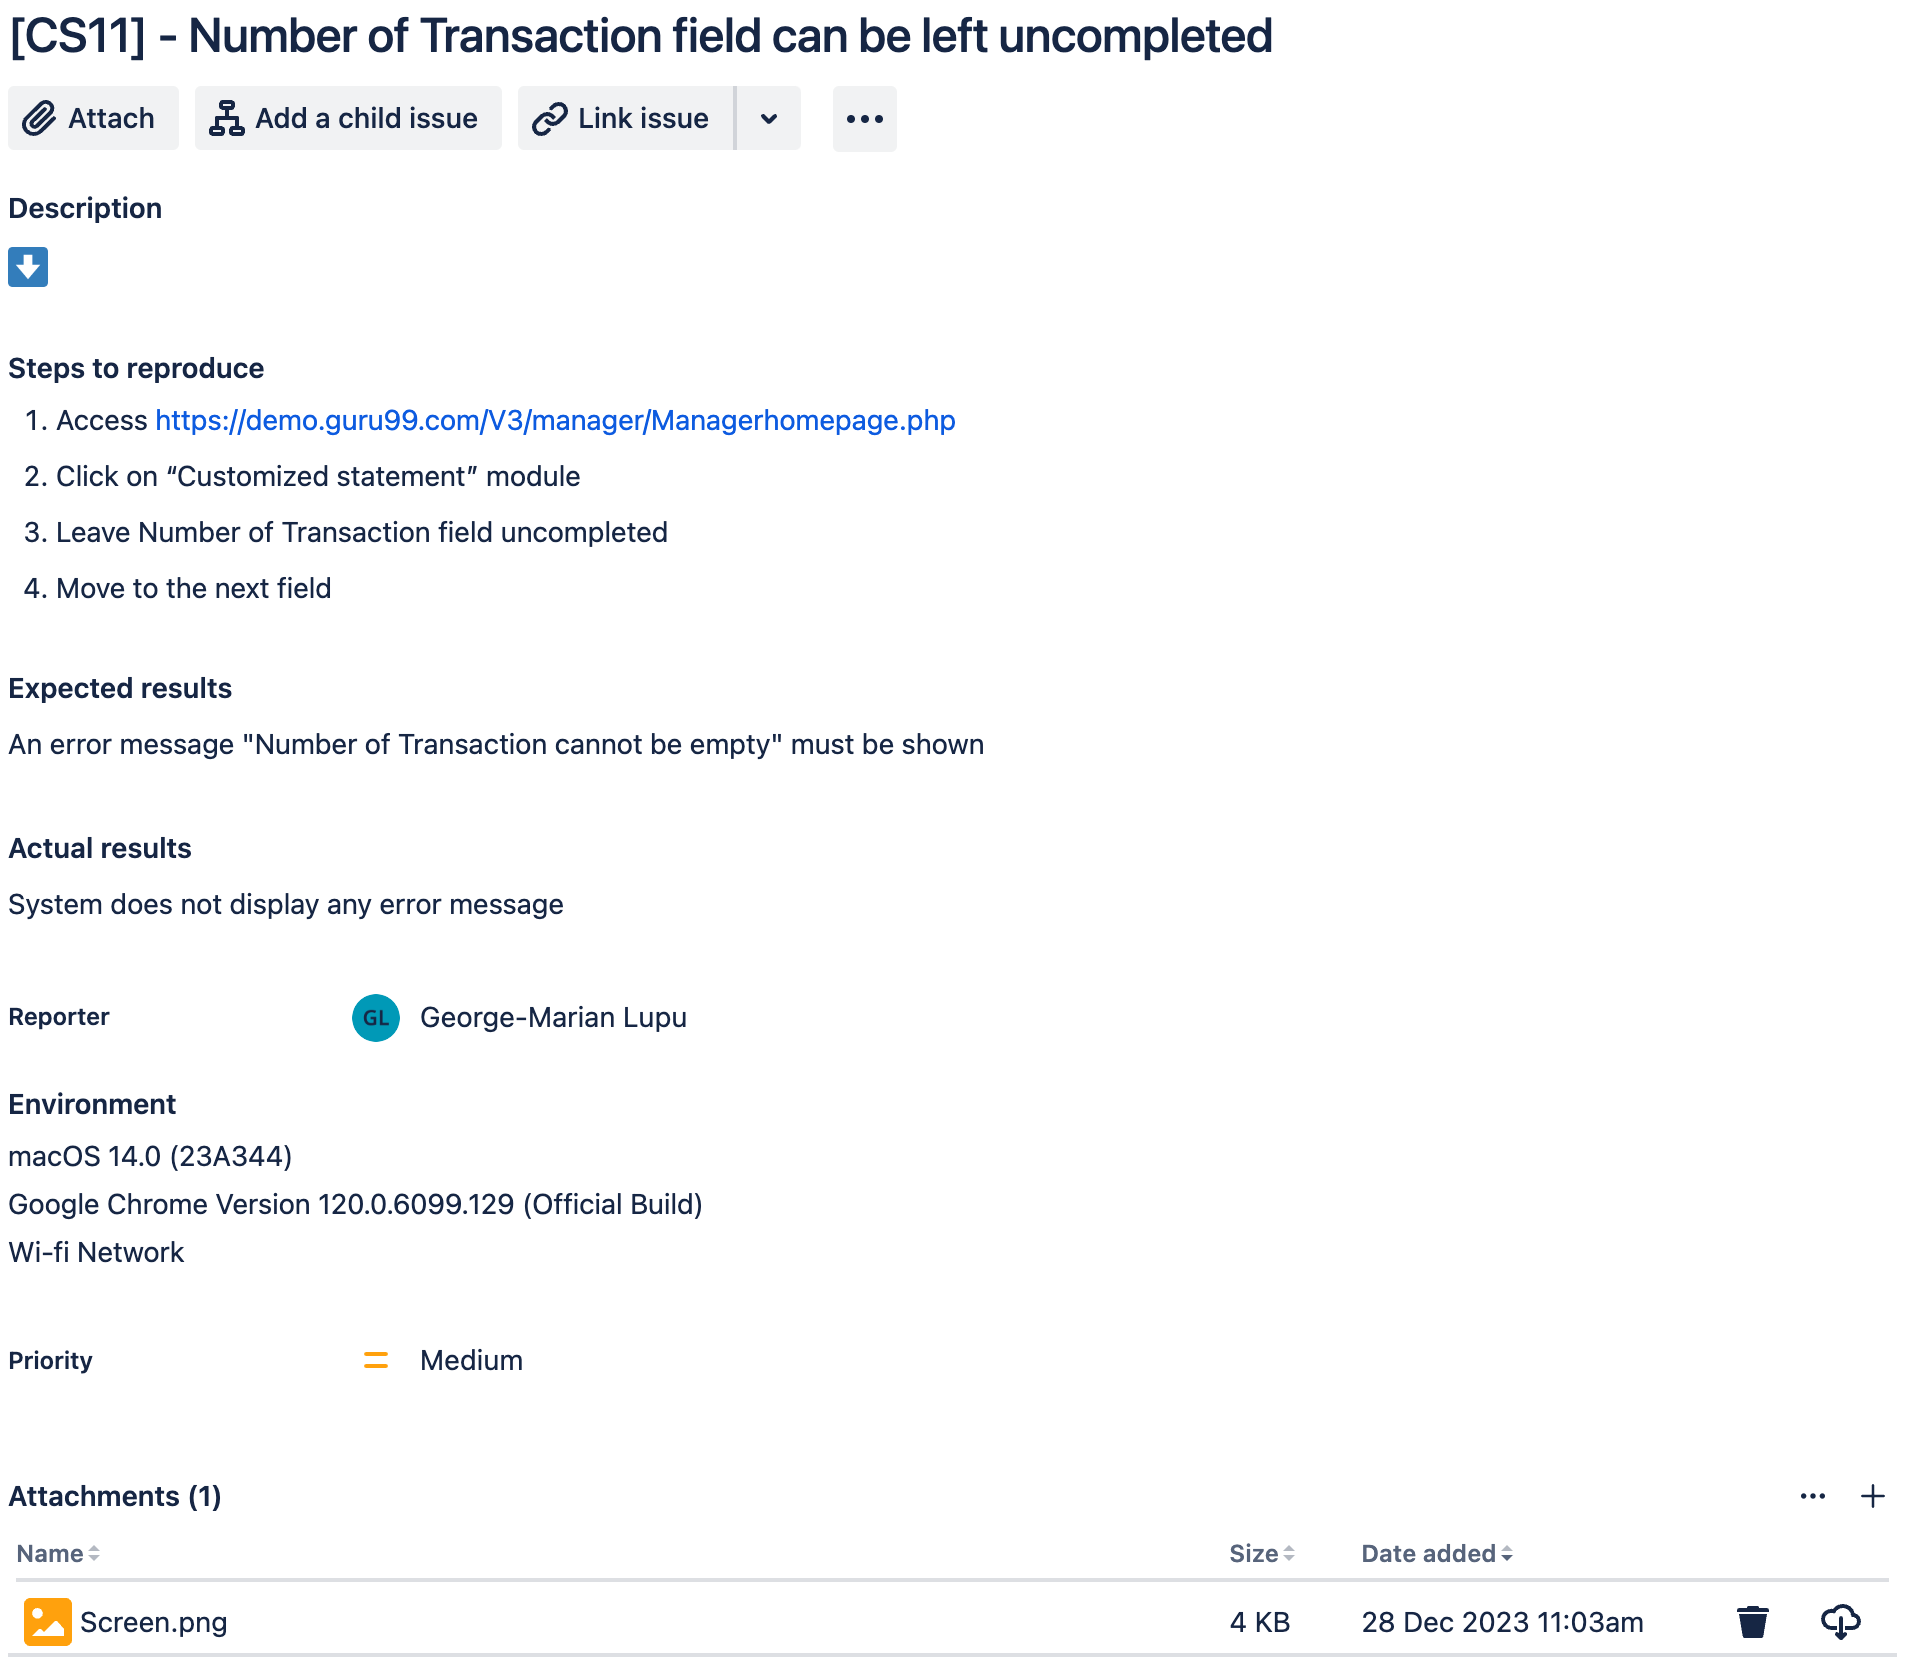 [CS11] - Number of Transaction field can be left uncompleted
Attach
Add a child issue
Link issue
Description
Steps to reproduce
1. Access https://demo.guru99.com/V3/manager/Managerhomepage.php
2. Click on “Customized statement” module
3. Leave Number of Transaction field uncompleted
4. Move to the next field
Expected results
An error message "Number of Transaction cannot be empty" must be shown
Actual results
System does not display any error message
Reporter GL George-Marian Lupu
Environment
macOS 14.0 (23A344)
Google Chrome Version 120.0.6099.129 (Official Build)
Wi-fi Network
Priority Medium
Attachments (1)
Name Size Date added
Screen.png 4 KB 28 Dec 2023 11:03am